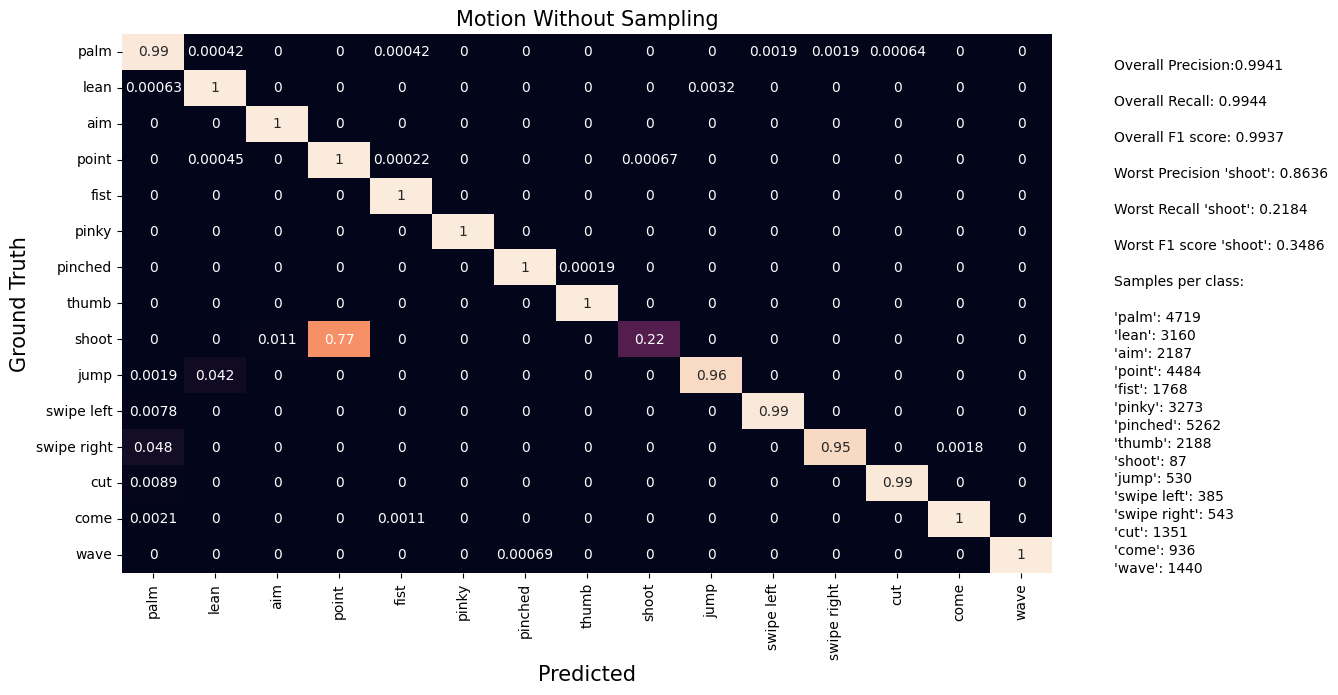 Motion Without Sampling
palm 0.99 0.00042 0 0 0.00042 0 0 0 0 0 0.0019 0.0019 0.00064 0 0
lean 0.00063 1 0 0 0 0 0 0 0 0.0032 0 0 0 0 0
aim 0 0 1 0 0 0 0 0 0 0 0 0 0 0 0
point 0 0.00045 0 1 0.00022 0 0 0 0.00067 0 0 0 0 0 0
fist 0 0 0 0 1 0 0 0 0 0 0 0 0 0 0
pinky 0 0 0 0 0 1 0 0 0 0 0 0 0 0 0
pinched 0 0 0 0 0 0 1 0.00019 0 0 0 0 0 0 0
thumb 0 0 0 0 0 0 0 1 0 0 0 0 0 0 0
shoot 0 0 0.011 0.77 0 0 0 0 0.22 0 0 0 0 0 0
jump 0.0019 0.042 0 0 0 0 0 0 0 0.96 0 0 0 0 0
swipe left 0.0078 0 0 0 0 0 0 0 0 0 0.99 0 0 0 0
swipe right 0.048 0 0 0 0 0 0 0 0 0 0 0.95 0 0.0018 0
cut 0.0089 0 0 0 0 0 0 0 0 0 0 0 0.99 0 0
come 0.0021 0 0 0 0.0011 0 0 0 0 0 0 0 0 1 0
wave 0 0 0 0 0 0 0.00069 0 0 0 0 0 0 0 1
palm lean aim point fist pinky pinched thumb shoot jump swipe left swipe right cut come wave
Ground Truth
Predicted
Overall Precision:0.9941
Overall Recall: 0.9944
Overall F1 score: 0.9937
Worst Precision 'shoot': 0.8636
Worst Recall 'shoot': 0.2184
Worst F1 score 'shoot': 0.3486
Samples per class:
'palm': 4719
'lean': 3160
'aim': 2187
'point': 4484
'fist': 1768
'pinky': 3273
'pinched': 5262
'thumb': 2188
'shoot': 87
'jump': 530
'swipe left': 385
'swipe right': 543
'cut': 1351
'come': 936
'wave': 1440